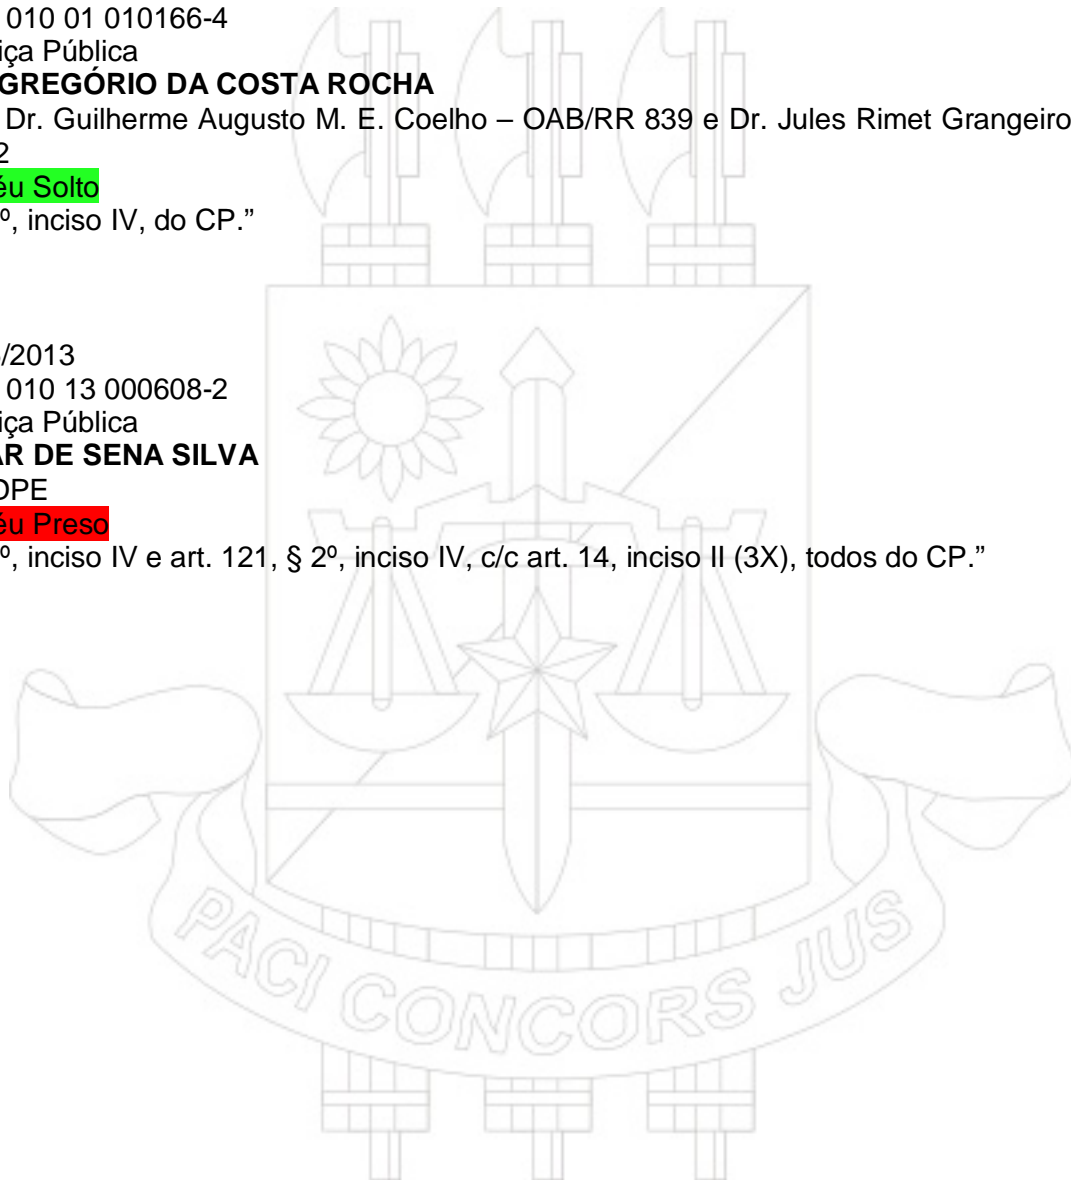 010 01 010166-4
iça Pública
GREGÓRIO DA COSTA ROCHA
Dr. Guilherme Augusto M. E. Coelho – OAB/RR 839 e Dr. Jules Rimet Grangeiro
2
éu Solto
º, inciso IV, do CP.”
/2013
010 13 000608-2
iça Pública
AR DE SENA SILVA
DPE
éu Preso
º, inciso IV e art. 121, § 2º, inciso IV, c/c art. 14, inciso II (3X), todos do CP.”
PACI CONCORS JUS